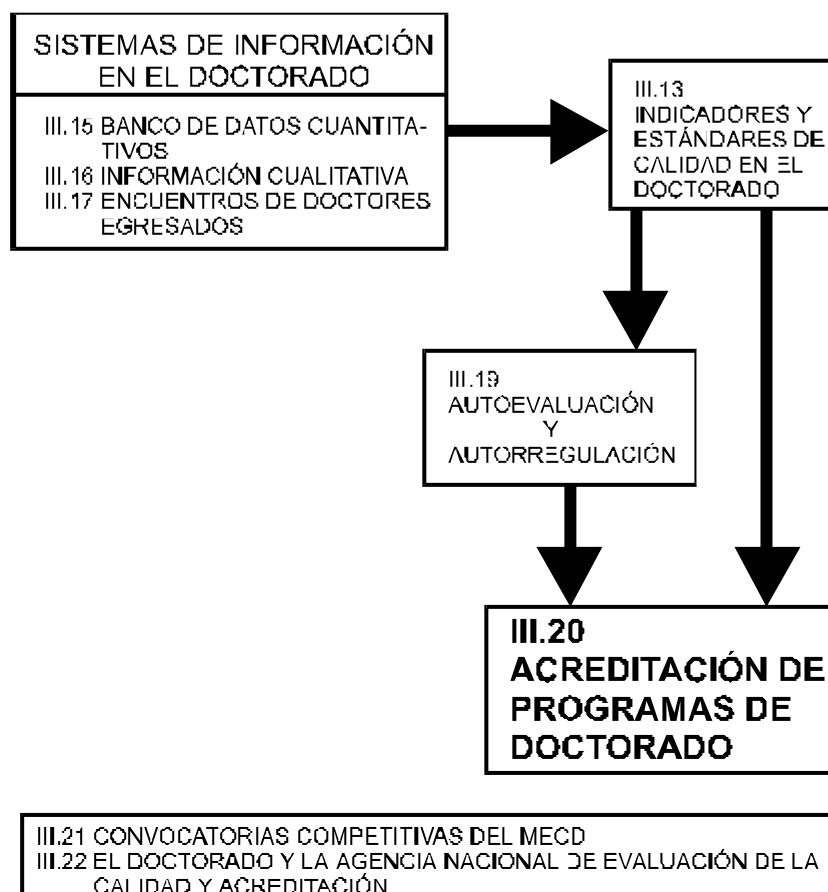 SISTEMAS DE INFORMACIÓN
EN EL DOCTORADO
III.15 BANCO DE DATOS CUANTITA-
TIVOS
III.16 INFORMACIÓN CUALITATIVA
III.17 ENCUENTROS DE DOCTORES
EGRESADOS
III.13
INDICADORES Y
ESTÁNDARES DE
CALIDAD EN EL
DOCTORADO
III.19
AUTOEVALUACIÓN
Y
AUTORREGULACIÓN
III.20
ACREDITACIÓN DE
PROGRAMAS DE
DOCTORADO
III.21 CONVOCATORIAS COMPETITIVAS DEL MECD
III.22 EL DOCTORADO Y LA AGENCIA NACIONAL DE EVALUACIÓN DE LA
CALIDAD Y ACREDITACIÓN